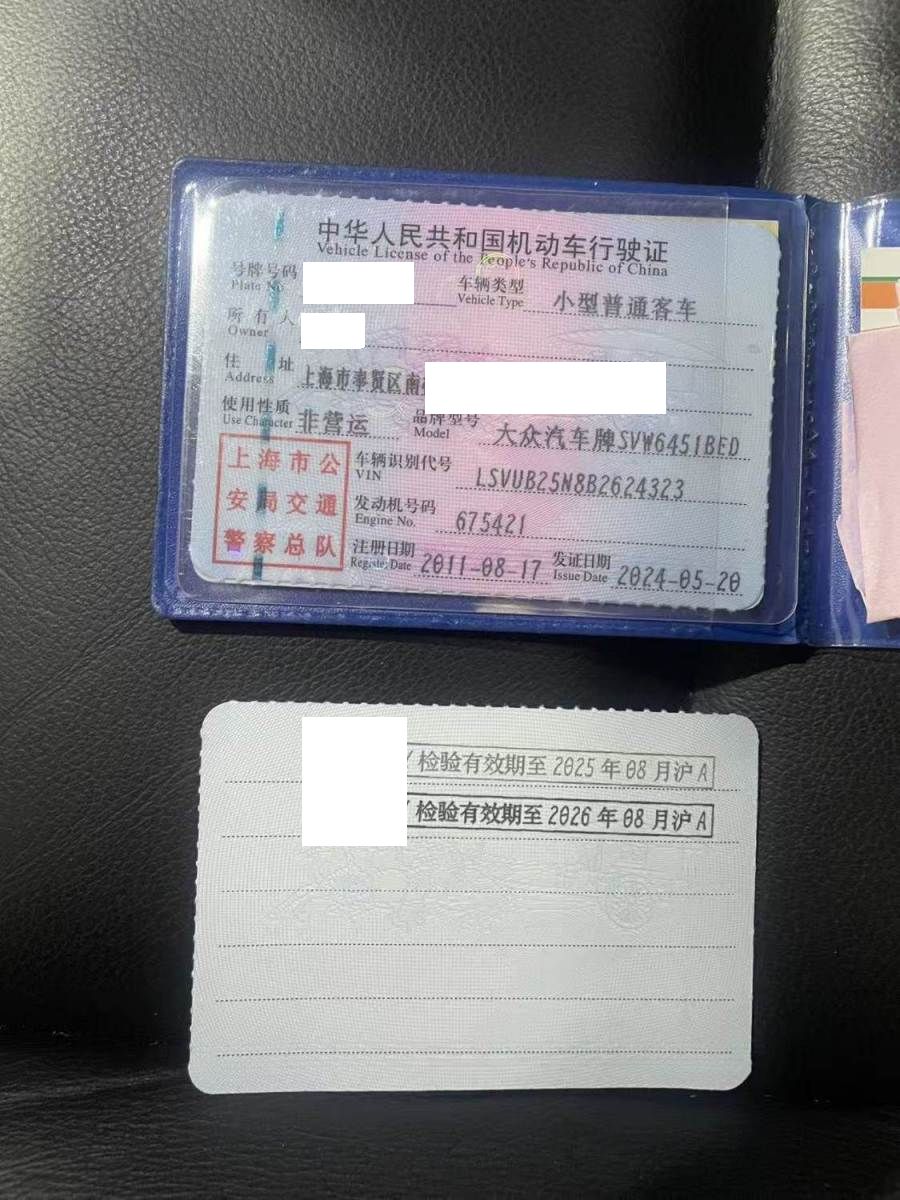 中华人民共和国机动车行驶证
Vehicle License of the People's Republic of China
号牌号码 车辆类型 小型普通客车
Plate No Vehicle Type
所有人
Owner
住址 上海市奉贤区南
Address
使用性质 非营运 品牌型号 大众汽车牌SVW6451BED
Use Character Model
上海市公安局交通警察总队
车辆识别代号 LSVUB25N8B2624323
VIN
发动机号码 675421
Engine No.
注册日期 2011-08-17 发证日期 2024-05-20
Register Date Issue Date
检验有效期至2025年08月沪A
检验有效期至2026年08月沪A